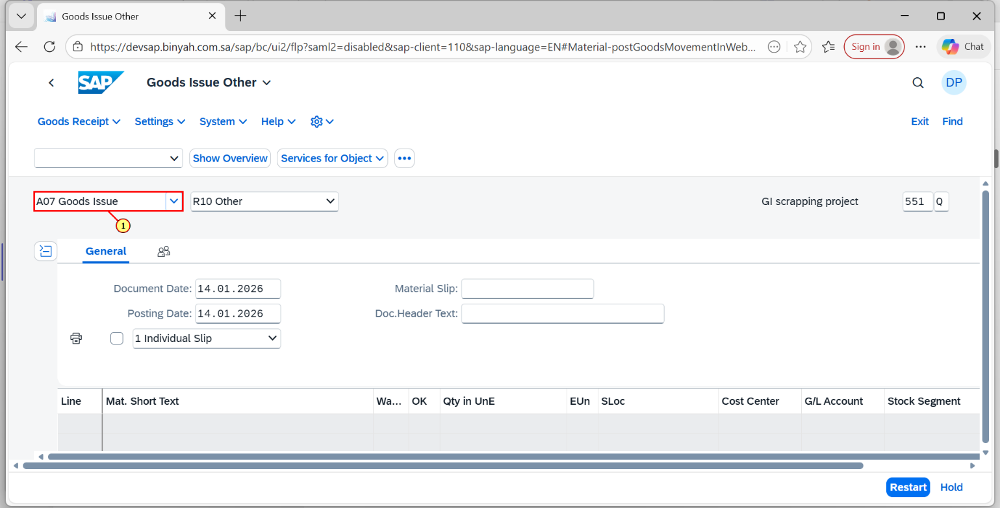 Goods Issue Other
https://devsap.binyah.com.sa/sap/bc/ui2/flp?saml2=disabled&sap-client=110&sap-language=EN#Material-postGoodsMovementInWeb...
Sign in
Chat
SAP
Goods Issue Other
DP
Goods Receipt
Settings
System
Help
Exit
Find
Show Overview
Services for Object
A07 Goods Issue
R10 Other
GI scrapping project
551
Q
1
General
Document Date:
14.01.2026
Material Slip:
Posting Date:
14.01.2026
Doc.Header Text:
1 Individual Slip
Line
Mat. Short Text
Wa...
OK
Qty in UnE
EUn
SLoc
Cost Center
G/L Account
Stock Segment
Restart
Hold